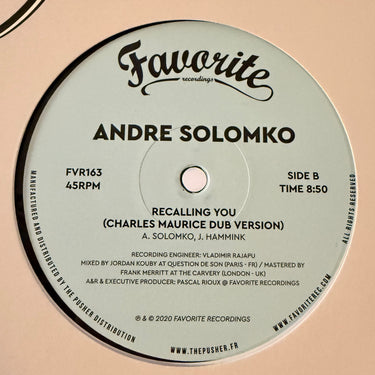 Favorite
recordings
ANDRE SOLOMKO
FVR163
45RPM
SIDE B
TIME 8:50
RECALLING YOU
(CHARLES MAURICE DUB VERSION)
A. SOLOMKO, J. HAMMINK
RECORDING ENGINEER: VLADIMIR RAJAPU
MIXED BY JORDAN KOUBY AT QUESTION DE SON (PARIS - FR) / MASTERED BY
FRANK MERRITT AT THE CARVERY (LONDON - UK)
A&R & EXECUTIVE PRODUCER: PASCAL RIOUX @ FAVORITE RECORDINGS
℗ & © 2020 FAVORITE RECORDINGS
MANUFACTURED AND DISTRIBUTED BY THE PUSHER DISTRIBUTION
WWW.THEPUSHER.FR
WWW.FAVORITEREC.COM
ALL RIGHTS RESERVED.